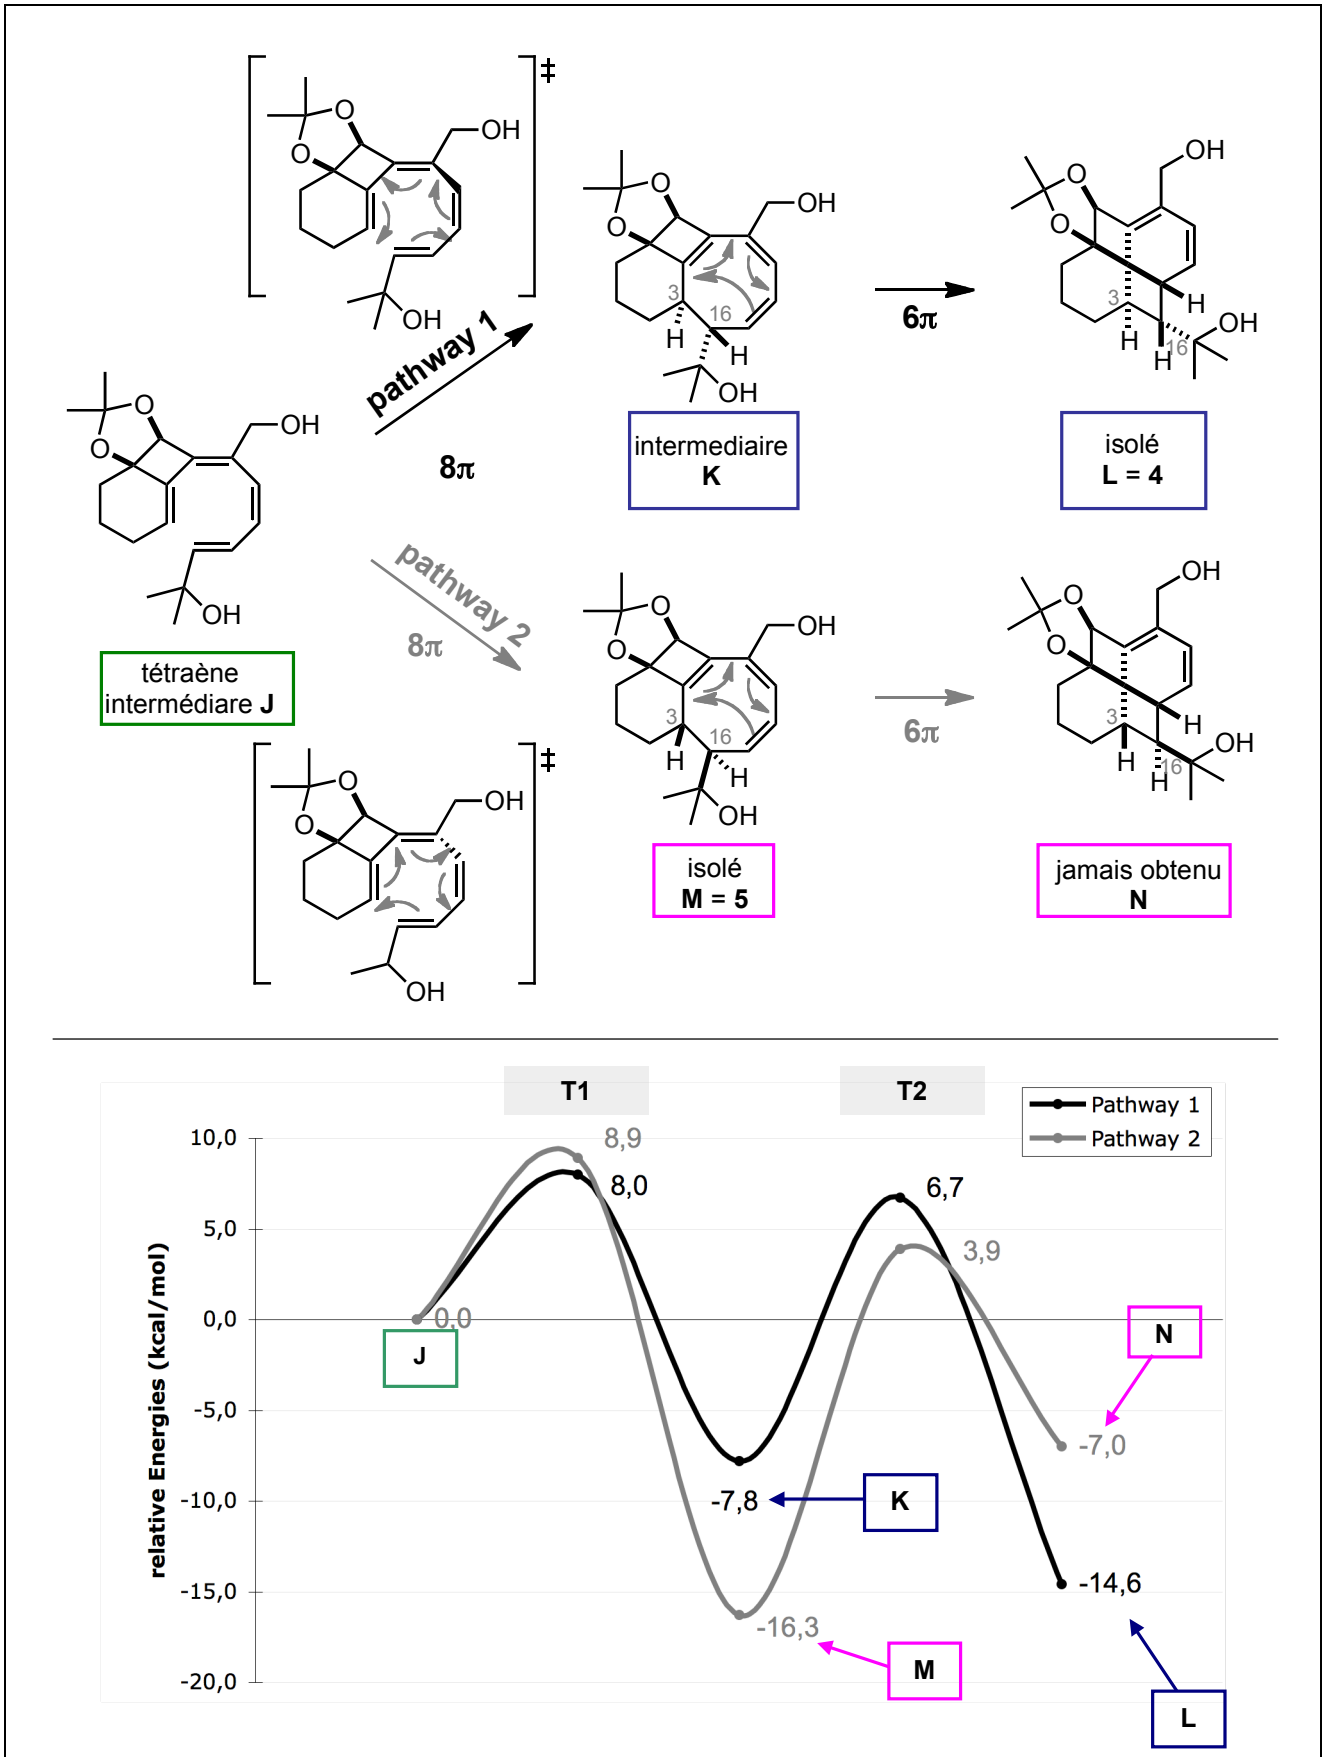 O
OH
O
OH
‡
pathway 1
8π
O
OH
O
3
16
H
H
OH
6π
OH
O
O
3
H
H
H
16
OH
O
OH
O
OH
intermediaire
K
isolé
L = 4
tétraène
intermédiare J
pathway 2
8π
O
OH
O
3
16
H
H
OH
6π
OH
O
O
3
H
H
H
16
OH
O
OH
O
OH
‡
isolé
M = 5
jamais obtenu
N
T1
T2
Pathway 1
Pathway 2
relative Energies (kcal/mol)
10,0
5,0
0,0
-5,0
-10,0
-15,0
-20,0
8,9
8,0
6,7
3,9
0,0
J
N
-7,0
-7,8
K
-14,6
-16,3
M
L